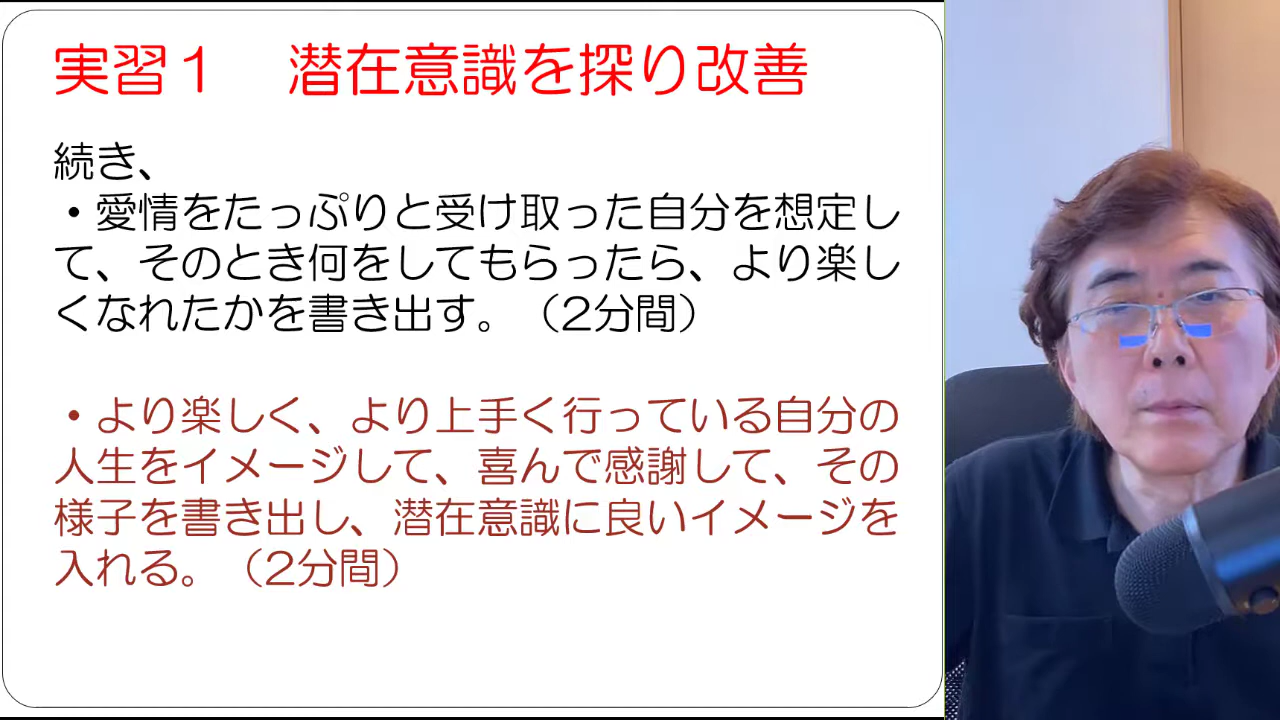 実習１　潜在意識を探り改善
続き、
・愛情をたっぷりと受け取った自分を想定し
て、そのとき何をしてもらったら、より楽し
くなれたかを書き出す。（2分間）
・より楽しく、より上手く行っている自分の
人生をイメージして、喜んで感謝して、その
様子を書き出し、潜在意識に良いイメージを
入れる。（2分間）